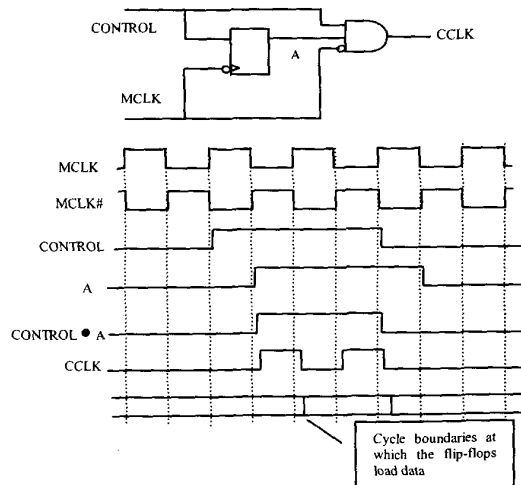 CONTROL
CCLK
A
MCLK
MCLK
MCLK#
CONTROL
A
CONTROL ● A
CCLK
Cycle boundaries at
which the flip-flops
load data